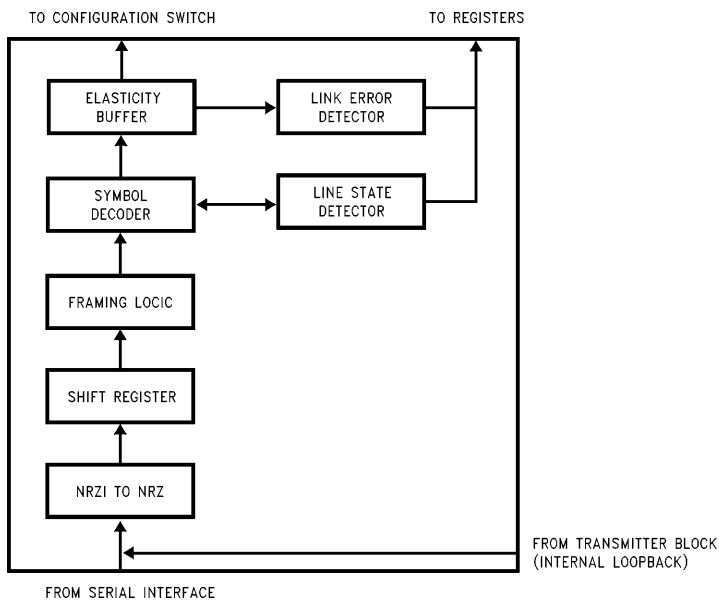 TO CONFIGURATION SWITCH
TO REGISTERS
ELASTICITY
BUFFER
LINK ERROR
DETECTOR
SYMBOL
DECODER
LINE STATE
DETECTOR
FRAMING LOGIC
SHIFT REGISTER
NRZI TO NRZ
FROM TRANSMITTER BLOCK
(INTERNAL LOOPBACK)
FROM SERIAL INTERFACE